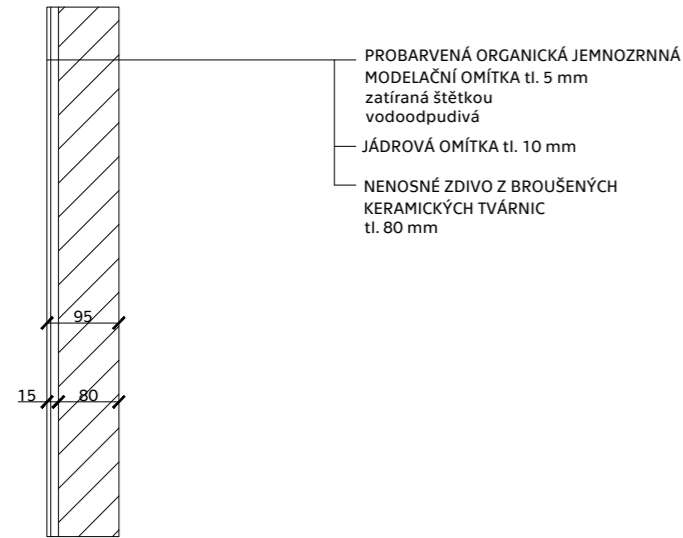 PROBARVENÁ ORGANICKÁ JEMNOZRNNÁ
MODELAČNÍ OMÍTKA tl. 5 mm
zatíraná štětkou
vodoodpudivá
JÁDROVÁ OMÍTKA tl. 10 mm
NENOSNÉ ZDIVO Z BROUŠENÝCH
KERAMICKÝCH TVÁRNIC
tl. 80 mm
95
15 80